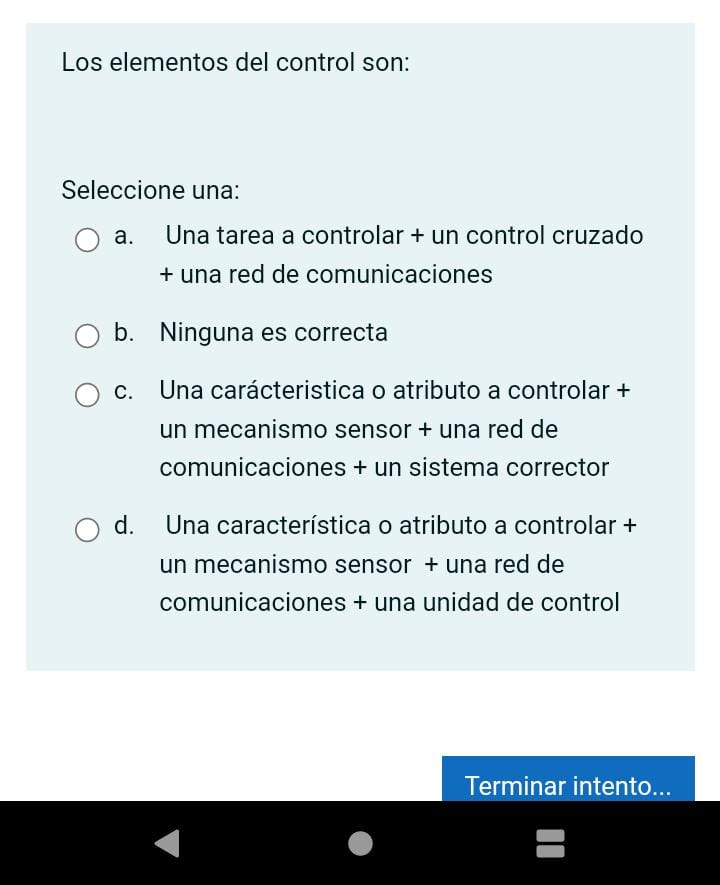 Los elementos del control son:
Seleccione una:
a. Una tarea a controlar + un control cruzado
+ una red de comunicaciones
b. Ninguna es correcta
c. Una carácteristica o atributo a controlar +
un mecanismo sensor + una red de
comunicaciones + un sistema corrector
d. Una característica o atributo a controlar +
un mecanismo sensor + una red de
comunicaciones + una unidad de control
Terminar intento...